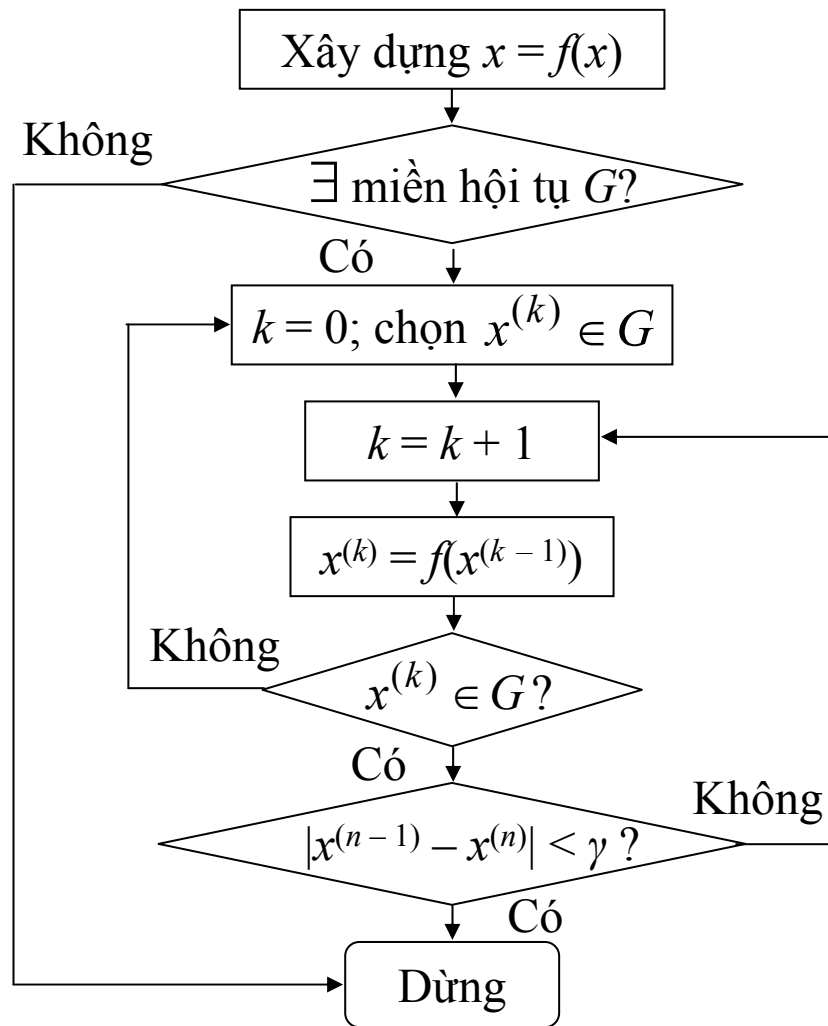 Xây dựng x = f(x)
Không
∃ miền hội tụ G?
Có
k = 0; chọn x^(k) ∈ G
k = k + 1
x^(k) = f(x^(k – 1))
Không
x^(k) ∈ G ?
Có
Không
|x^(n – 1) – x^(n)| < γ ?
Có
Dừng